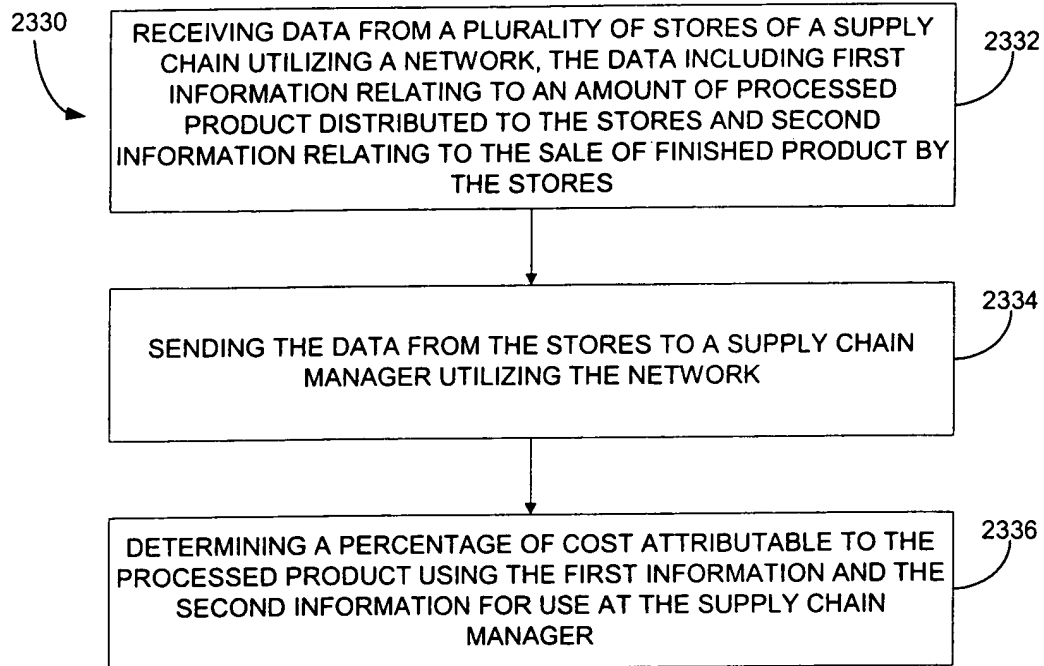 2330
RECEIVING DATA FROM A PLURALITY OF STORES OF A SUPPLY
CHAIN UTILIZING A NETWORK, THE DATA INCLUDING FIRST
INFORMATION RELATING TO AN AMOUNT OF PROCESSED
PRODUCT DISTRIBUTED TO THE STORES AND SECOND
INFORMATION RELATING TO THE SALE OF FINISHED PRODUCT BY
THE STORES
2332
SENDING THE DATA FROM THE STORES TO A SUPPLY CHAIN
MANAGER UTILIZING THE NETWORK
2334
DETERMINING A PERCENTAGE OF COST ATTRIBUTABLE TO THE
PROCESSED PRODUCT USING THE FIRST INFORMATION AND THE
SECOND INFORMATION FOR USE AT THE SUPPLY CHAIN
MANAGER
2336